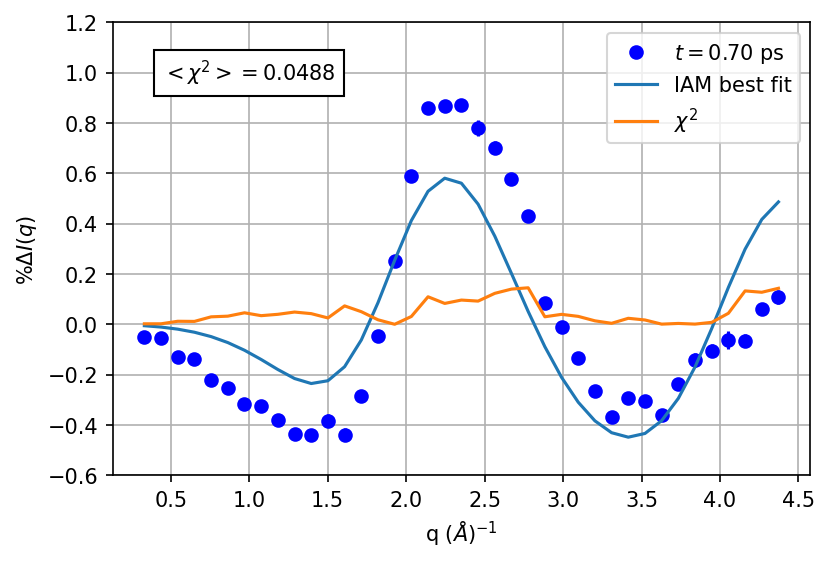 1.2
1.0
0.8
0.6
0.4
0.2
0.0
−0.2
−0.4
−0.6
%ΔI(q)
< χ² > = 0.0488
t = 0.70 ps
IAM best fit
χ²
0.5 1.0 1.5 2.0 2.5 3.0 3.5 4.0 4.5
q (Å)⁻¹